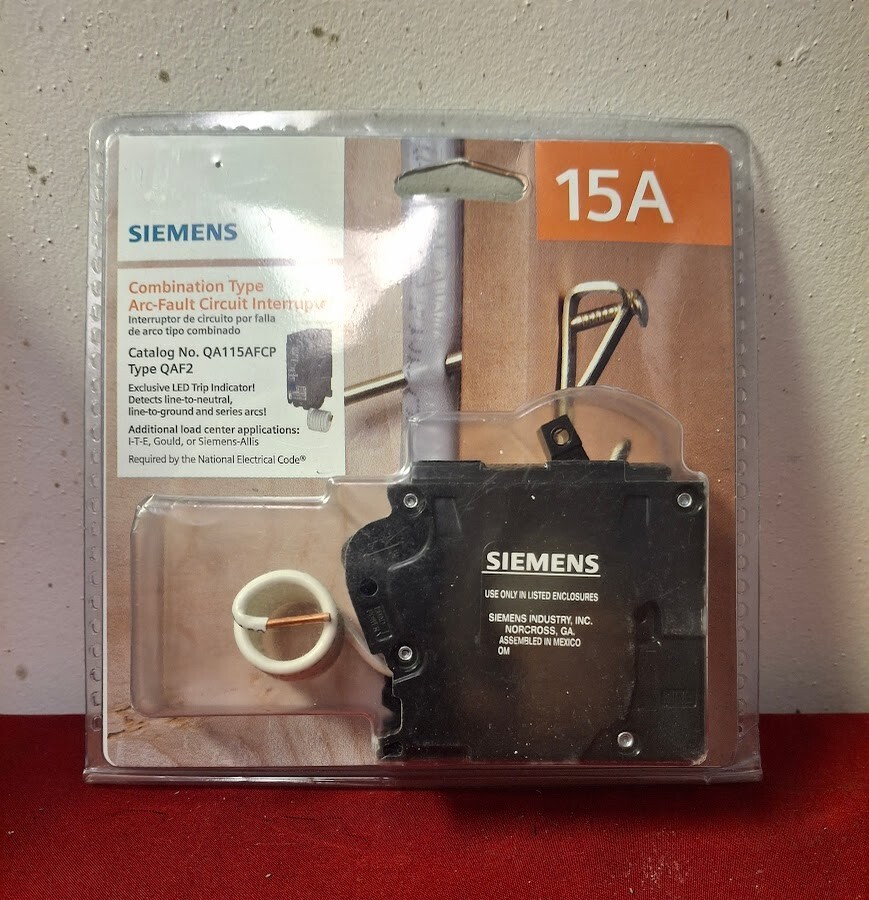 15A
SIEMENS
Combination Type
Arc-Fault Circuit Interrupter
Interruptor de circuito por falla
de arco tipo combinado
Catalog No. QA115AFCP
Type QAF2
Exclusive LED Trip Indicator!
Detects line-to-neutral,
line-to-ground and series arcs!
Additional load center applications:
I-T-E, Gould, or Siemens-Allis
Required by the National Electrical Code®
SIEMENS
USE ONLY IN LISTED ENCLOSURES
SIEMENS INDUSTRY, INC.
NORCROSS, GA.
ASSEMBLED IN MEXICO
OM